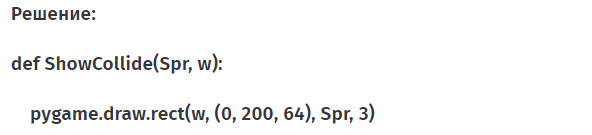 Решение:
def ShowCollide(Spr, w):
pygame.draw.rect(w, (0, 200, 64), Spr, 3)